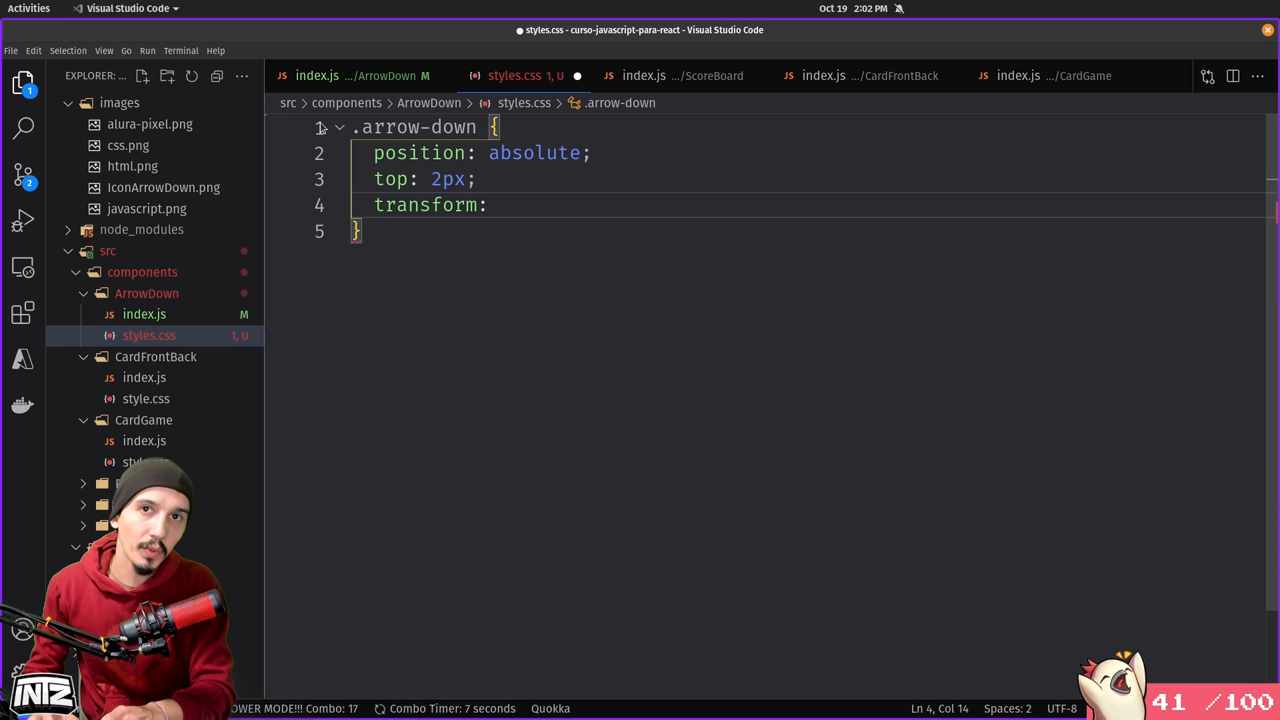 Activities
Visual Studio Code
Oct 19 2:02 PM
● styles.css - curso-javascript-para-react - Visual Studio Code
File Edit Selection View Go Run Terminal Help
EXPLORER: ...
index.js .../ArrowDown M
styles.css 1, U ●
index.js .../ScoreBoard
index.js .../CardFrontBack
index.js .../CardGame
src > components > ArrowDown > styles.css > .arrow-down
images
alura-pixel.png
css.png
html.png
IconArrowDown.png
javascript.png
node_modules
src
components
ArrowDown
index.js M
styles.css 1, U
CardFrontBack
index.js
style.css
CardGame
index.js
1 .arrow-down {
2 position: absolute;
3 top: 2px;
4 transform:
5 }
1
2
INTZ
OWER MODE!!! Combo: 17
Combo Timer: 7 seconds
Quokka
Ln 4, Col 14
Spaces: 2
UTF-8
41 /100